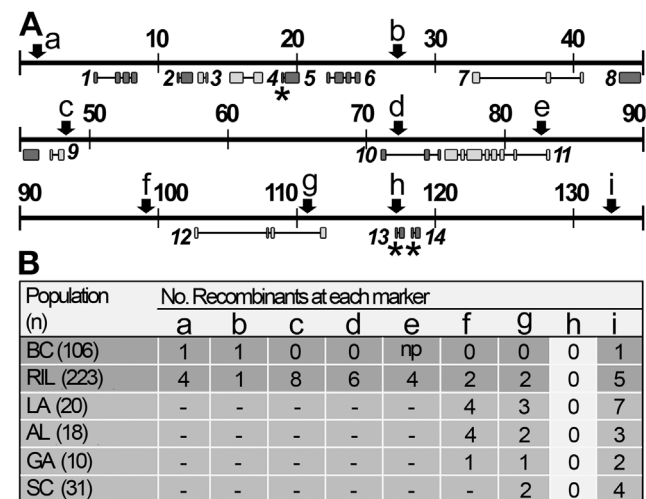 A
a b
10 20 30 40
1 2 3 4 5 6 7 8
*
c d e
50 60 70 80 90
9 10 11
f g h i
90 100 110 120 130
12 13 14
* *
B
Population No. Recombinants at each marker
(n) a b c d e f g h i
BC (106) 1 1 0 0 np 0 0 0 1
RIL (223) 4 1 8 6 4 2 2 0 5
LA (20) - - - - - 4 3 0 7
AL (18) - - - - - 4 2 0 3
GA (10) - - - - - 1 1 0 2
SC (31) - - - - - - 2 0 4